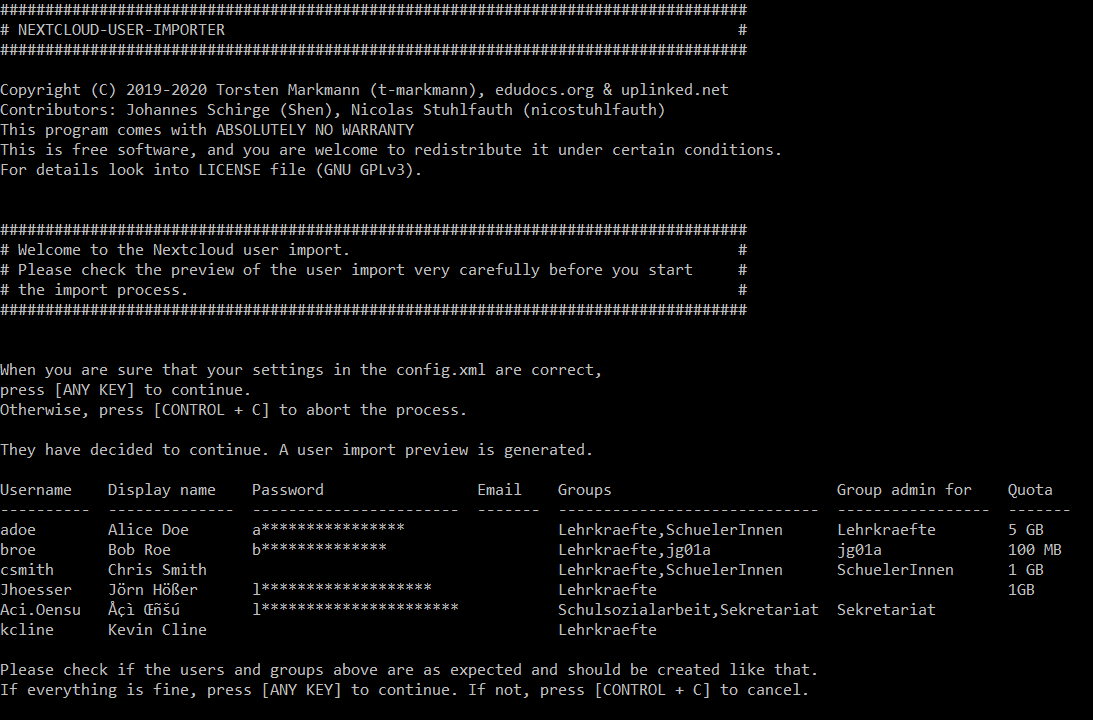 ###################################################################################
# NEXTCLOUD-USER-IMPORTER                                                         #
###################################################################################
Copyright (C) 2019-2020 Torsten Markmann (t-markmann), edudocs.org & uplinked.net
Contributors: Johannes Schirge (Shen), Nicolas Stuhlfauth (nicostuhlfauth)
This program comes with ABSOLUTELY NO WARRANTY
This is free software, and you are welcome to redistribute it under certain conditions.
For details look into LICENSE file (GNU GPLv3).
###################################################################################
# Welcome to the Nextcloud user import.                                           #
# Please check the preview of the user import very carefully before you start     #
# the import process.                                                             #
###################################################################################
When you are sure that your settings in the config.xml are correct,
press [ANY KEY] to continue.
Otherwise, press [CONTROL + C] to abort the process.
They have decided to continue. A user import preview is generated.
Username    Display name    Password                 Email    Groups                         Group admin for    Quota
----------  --------------  -----------------------  -------  -----------------------------  -----------------  -------
adoe        Alice Doe       a****************                 Lehrkraefte,SchuelerInnen      Lehrkraefte        5 GB
broe        Bob Roe         b**************                   Lehrkraefte,jg01a              jg01a              100 MB
csmith      Chris Smith                                       Lehrkraefte,SchuelerInnen      SchuelerInnen      1 GB
Jhoesser    Jörn Hößer      l*******************              Lehrkraefte                                       1GB
Aci.Oensu   Åçì Œñšú        l**********************           Schulsozialarbeit,Sekretariat  Sekretariat
kcline      Kevin Cline                                       Lehrkraefte
Please check if the users and groups above are as expected and should be created like that.
If everything is fine, press [ANY KEY] to continue. If not, press [CONTROL + C] to cancel.